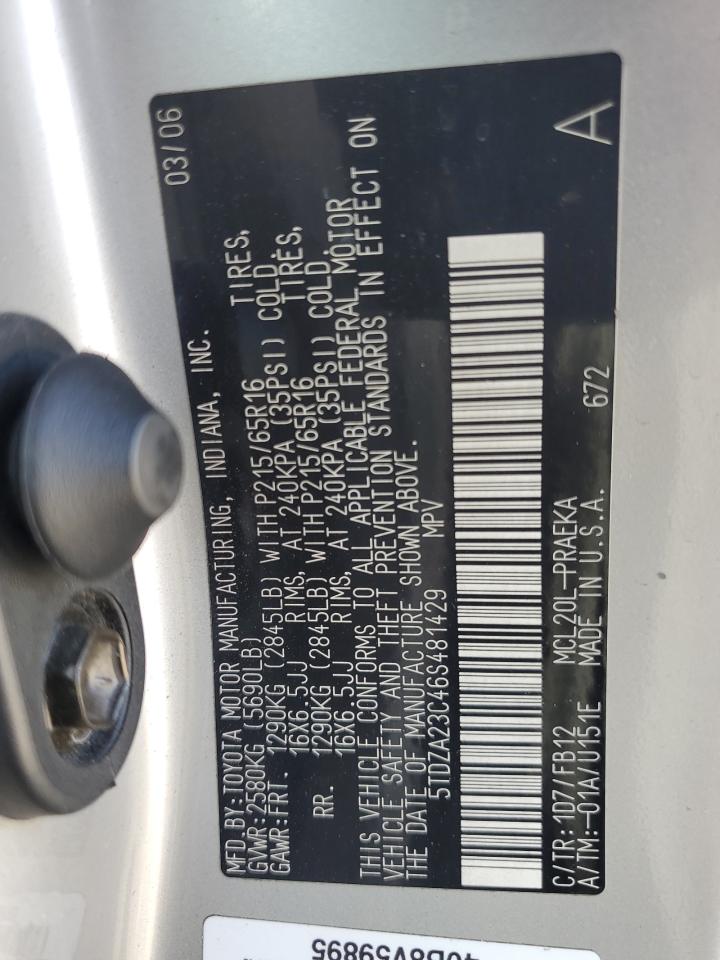 MFD.BY:TOYOTA MOTOR MANUFACTURING, INDIANA, INC. 03/06
GVWR:2580KG (5690LB)
GAWR:FRT. 1290KG (2845LB) WITH P215/65R16 TIRES,
16X6.5JJ RIMS, AT 240KPA (35PSI) COLD.
RR. 1290KG (2845LB) WITH P215/65R16 TIRES,
16X6.5JJ RIMS, AT 240KPA (35PSI) COLD.
THIS VEHICLE CONFORMS TO ALL APPLICABLE FEDERAL MOTOR
VEHICLE SAFETY AND THEFT PREVENTION STANDARDS IN EFFECT ON
THE DATE OF MANUFACTURE SHOWN ABOVE.
5TDZA23C46S481429 MPV
C/TR:1D7/FB12 MCL20L-PRAEKA 672 A
A/TM:-01A/U151E MADE IN U.S.A.